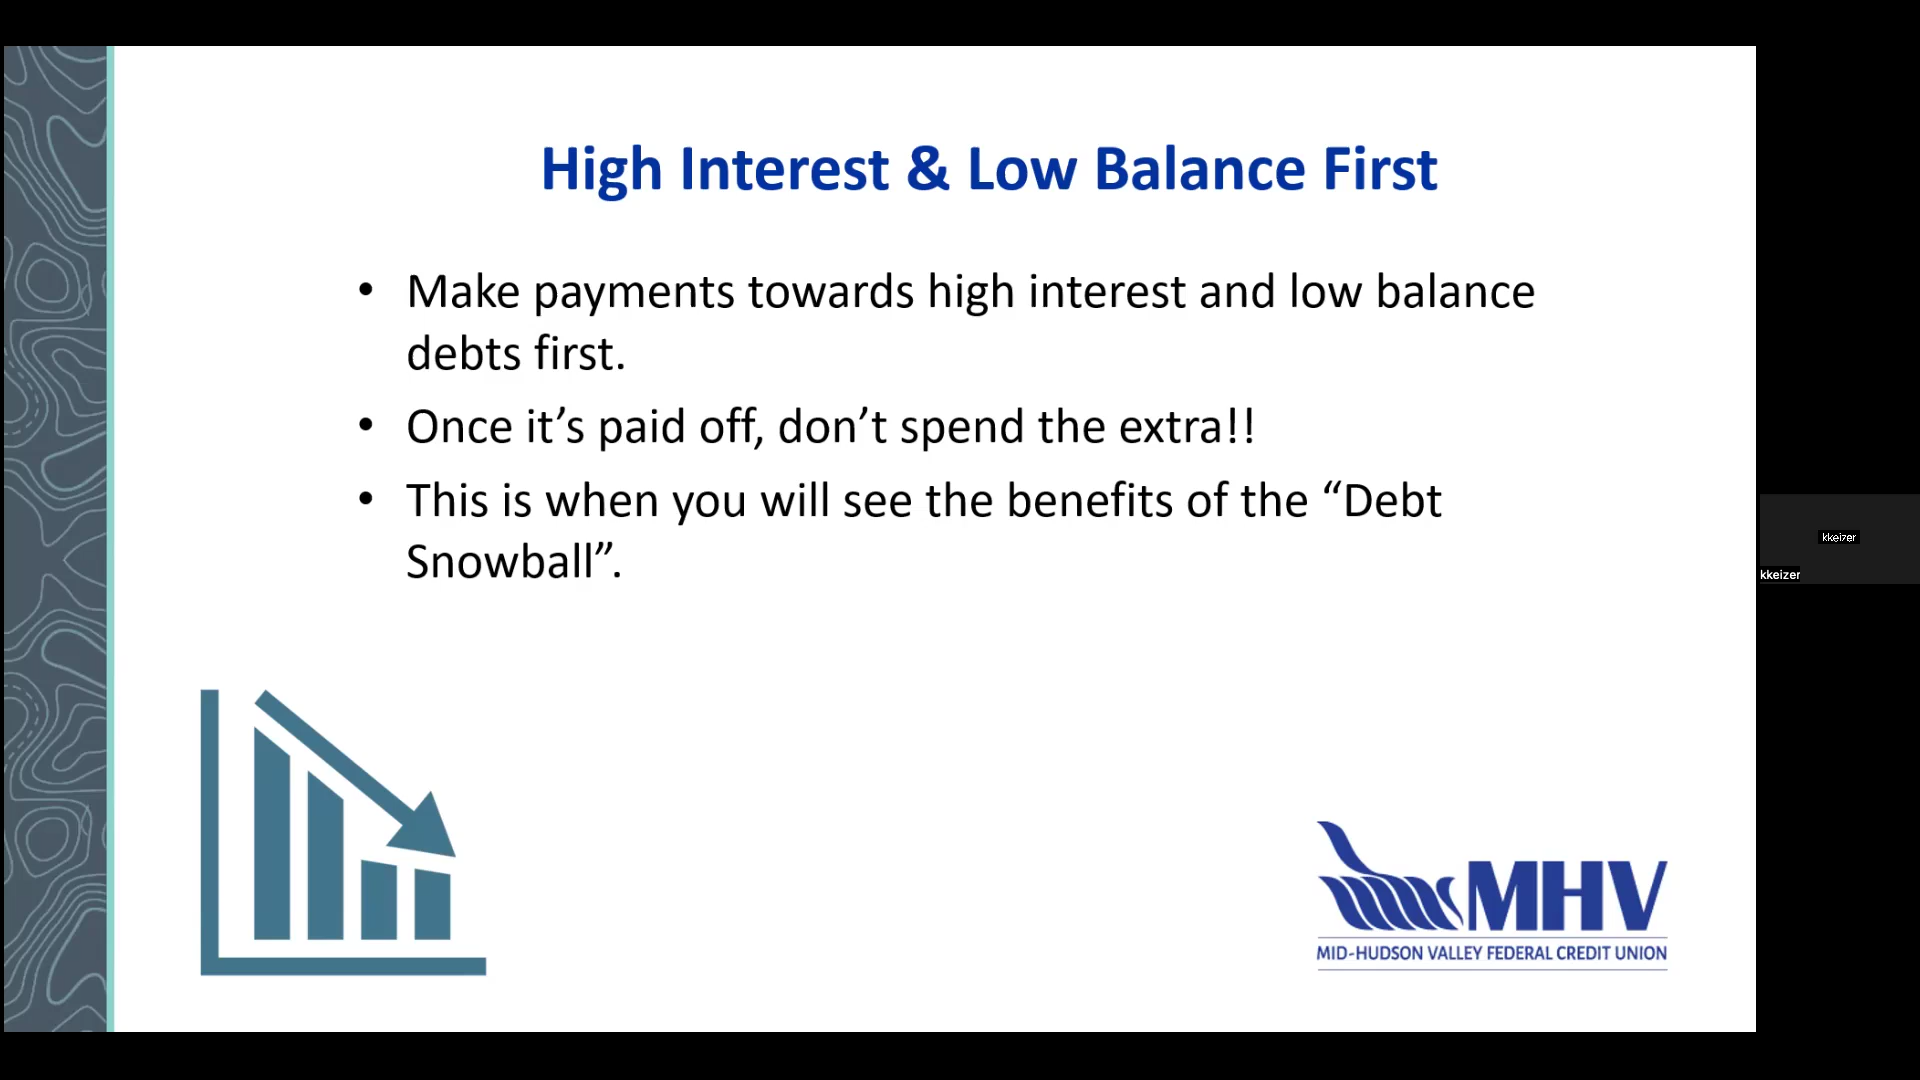 High Interest & Low Balance First
• Make payments towards high interest and low balance
debts first.
• Once it’s paid off, don’t spend the extra!!
• This is when you will see the benefits of the “Debt
Snowball”.
kkeizer
kkeizer
MHV
MID-HUDSON VALLEY FEDERAL CREDIT UNION